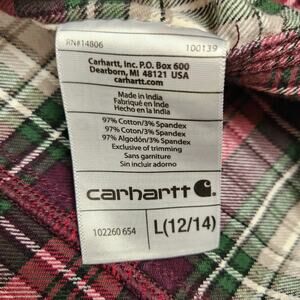 RN#14806 100139
Carhartt, Inc. P.O. Box 600
Dearborn, MI 48121 USA
carhartt.com
Made in India
Fabriqué en Inde
Hecho en India
97% Cotton/3% Spandex
97% Coton/3% Spandex
97% Algodón/3% Spandex
Exclusive of trimming
Sans garniture
Sin incluir adorno
carhartt
102260 654 L(12/14)